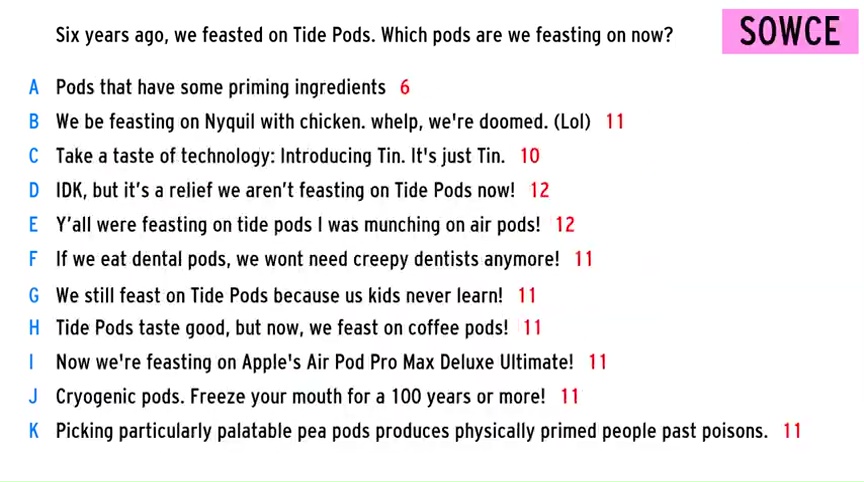 Six years ago, we feasted on Tide Pods. Which pods are we feasting on now?
SOWCE
A Pods that have some priming ingredients 6
B We be feasting on Nyquil with chicken. whelp, we're doomed. (Lol) 11
C Take a taste of technology: Introducing Tin. It's just Tin. 10
D IDK, but it's a relief we aren't feasting on Tide Pods now! 12
E Y'all were feasting on tide pods I was munching on air pods! 12
F If we eat dental pods, we wont need creepy dentists anymore! 11
G We still feast on Tide Pods because us kids never learn! 11
H Tide Pods taste good, but now, we feast on coffee pods! 11
I Now we're feasting on Apple's Air Pod Pro Max Deluxe Ultimate! 11
J Cryogenic pods. Freeze your mouth for a 100 years or more! 11
K Picking particularly palatable pea pods produces physically primed people past poisons. 11